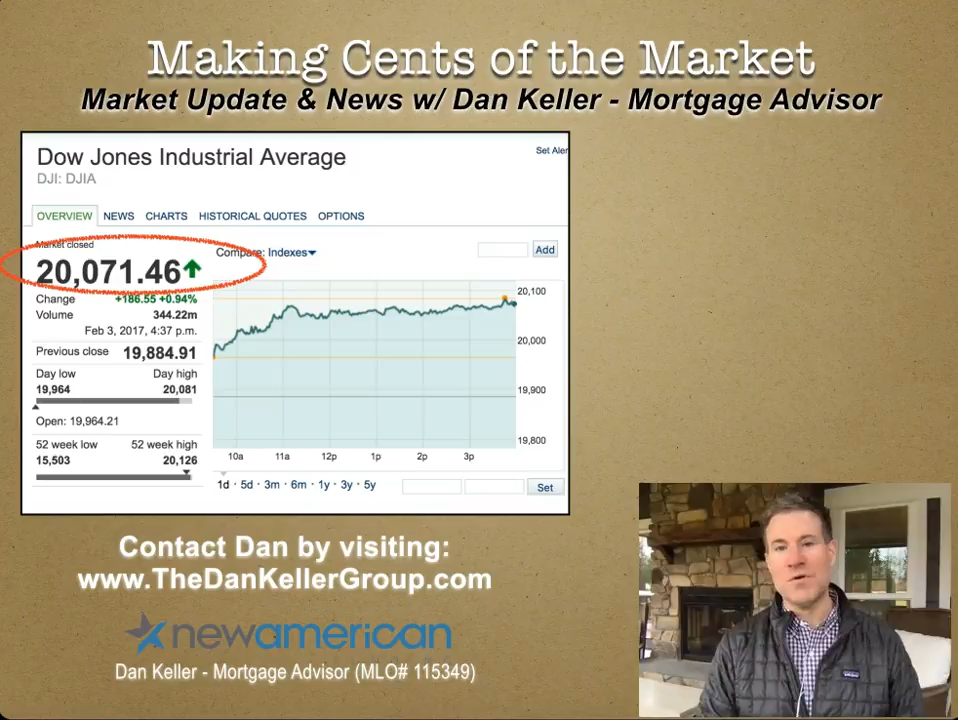 Making Cents of the Market
Market Update & News w/ Dan Keller - Mortgage Advisor
Dow Jones Industrial Average
Set Aler
DJI: DJIA
OVERVIEW NEWS CHARTS HISTORICAL QUOTES OPTIONS
Market closed
Compare: Indexes
Add
20,071.46
Change +186.55 +0.94%
Volume 344.22m
Feb 3, 2017, 4:37 p.m.
Previous close 19,884.91
Day low Day high
19,964 20,081
Open: 19,964.21
52 week low 52 week high
15,503 20,126
20,100
20,000
19,900
19,800
10a 11a 12p 1p 2p 3p
1d · 5d · 3m · 6m · 1y · 3y · 5y
Set
Contact Dan by visiting:
www.TheDanKellerGroup.com
newamerican
Dan Keller - Mortgage Advisor (MLO# 115349)
patagonia